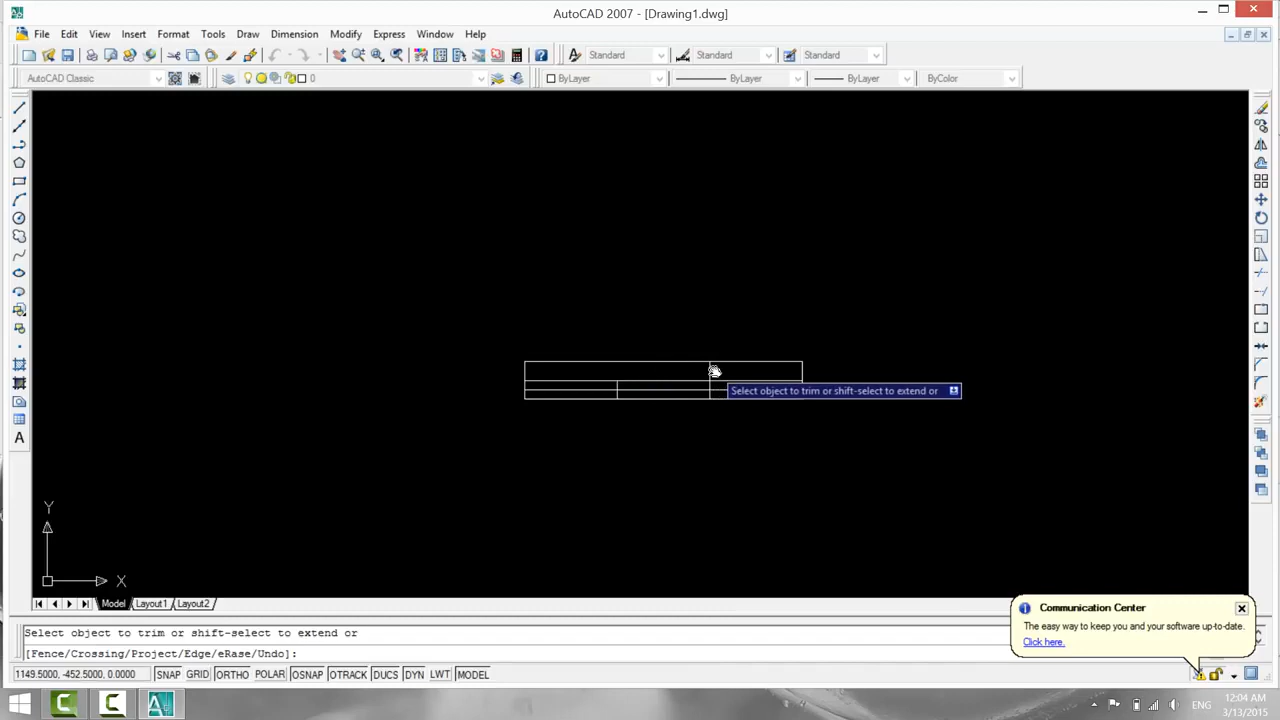 AutoCAD 2007 - [Drawing1.dwg]
File Edit View Insert Format Tools Draw Dimension Modify Express Window Help
Standard Standard Standard
AutoCAD Classic 0 ByLayer ByLayer ByLayer ByColor
Select object to trim or shift-select to extend or
Y
X
Model Layout1 Layout2
Communication Center
The easy way to keep you and your software up-to-date.
Click here.
Select object to trim or shift-select to extend or
[Fence/Crossing/Project/Edge/eRase/Undo]:
1149.5000, -452.5000, 0.0000 SNAP GRID ORTHO POLAR OSNAP OTRACK DUCS DYN LWT MODEL
ENG
12:04 AM
3/13/2015